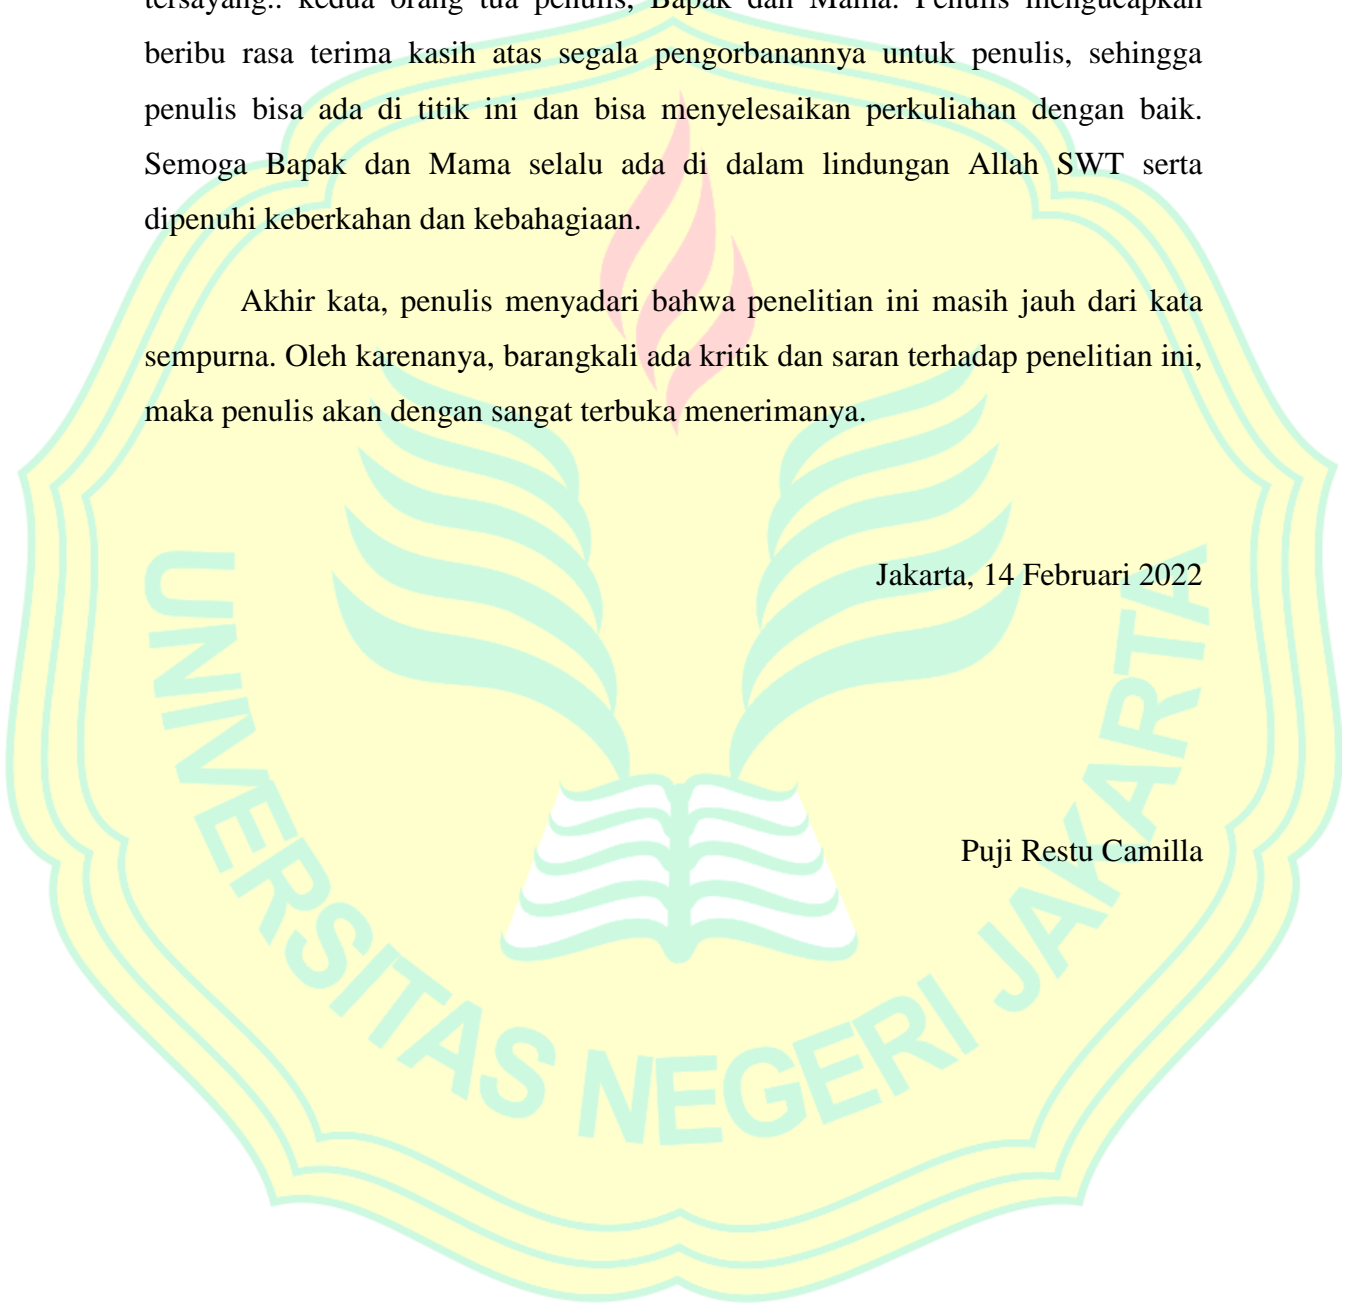 tersayang.. kedua orang tua penulis, Bapak dan Mama. Penulis mengucapkan
beribu rasa terima kasih atas segala pengorbanannya untuk penulis, sehingga
penulis bisa ada di titik ini dan bisa menyelesaikan perkuliahan dengan baik.
Semoga Bapak dan Mama selalu ada di dalam lindungan Allah SWT serta
dipenuhi keberkahan dan kebahagiaan.
Akhir kata, penulis menyadari bahwa penelitian ini masih jauh dari kata
sempurna. Oleh karenanya, barangkali ada kritik dan saran terhadap penelitian ini,
maka penulis akan dengan sangat terbuka menerimanya.
Jakarta, 14 Februari 2022
Puji Restu Camilla
UNIVERSITAS NEGERI JAKARTA